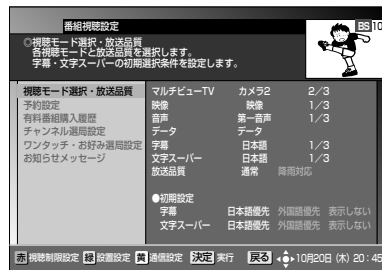 番組視聴設定
BS 10
◎視聴モード選択・放送品質
各視聴モードと品質を選択します。
字幕・文字スーパーの初期選択条件を設定します。
視聴モード選択・放送品質
予約設定
有料番組購入履歴
チャンネル選局設定
ワンタッチ・お好み選局設定
お知らせメッセージ
マルチビューTV カメラ2 2/3
映像 映像 1/3
音声 第一音声 1/3
データ データ
字幕 日本語 1/3
文字スーパー 日本語 1/3
放送品質 通常 降雨対応
●初期設定
字幕 日本語優先 外国語優先 表示しない
文字スーパー 日本語優先 外国語優先 表示しない
赤 視聴制限設定 緑 設置設定 黄 通信設定 決定 実行 戻る 10月20日(木) 20:45